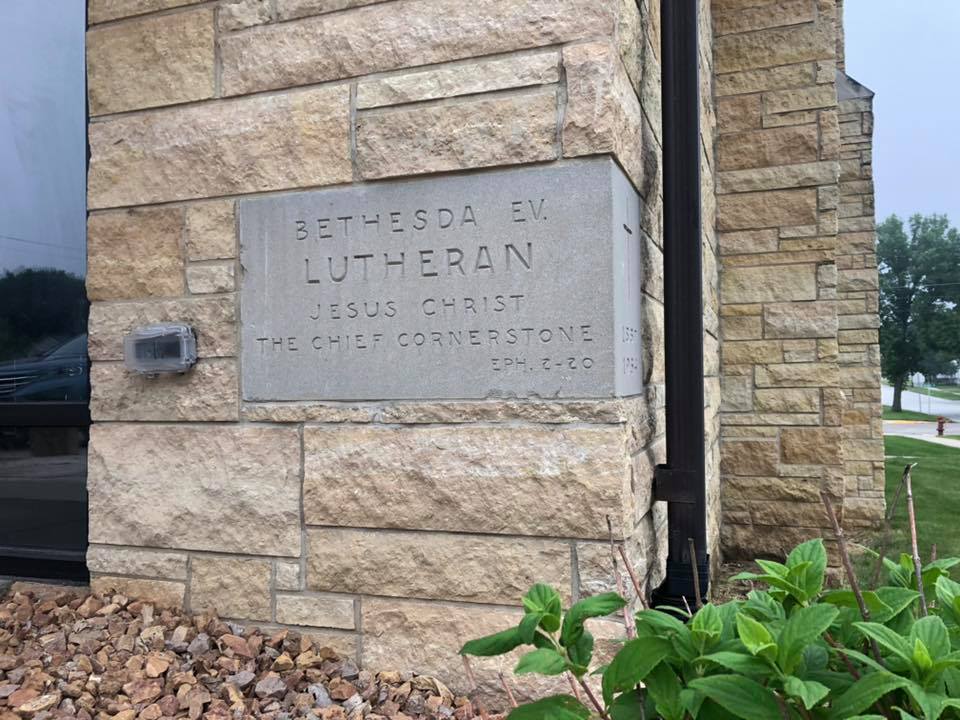 BETHESDA EV.
LUTHERAN
JESUS CHRIST
THE CHIEF CORNERSTONE
EPH. 2-20